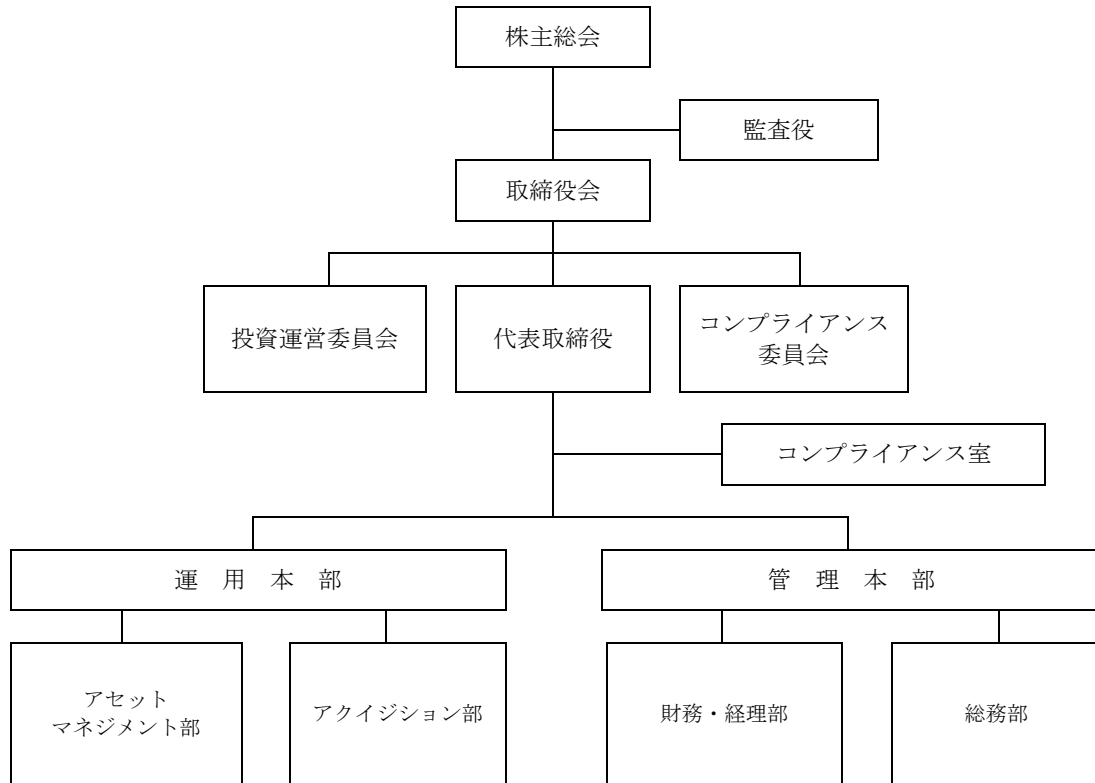 株主総会
監査役
取締役会
投資運営委員会
代表取締役
コンプライアンス
委員会
コンプライアンス室
運　用　本　部
管　理　本　部
アセット
マネジメント部
アクイジション部
財務・経理部
総務部